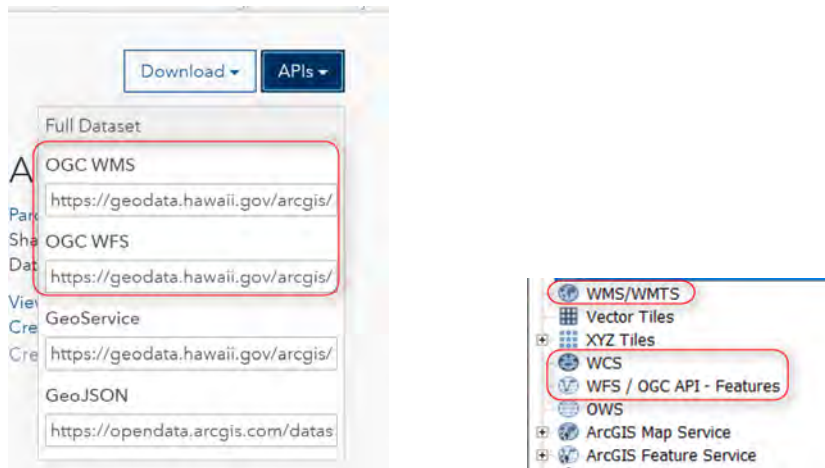 Download
APIs
Full Dataset
A
OGC WMS
https://geodata.hawaii.gov/arcgis/
Par
Sha
OGC WFS
Dat
https://geodata.hawaii.gov/arcgis/
View
GeoService
Cre
Cre
https://geodata.hawaii.gov/arcgis/
GeoJSON
https://opendata.arcgis.com/datas
WMS/WMTS
Vector Tiles
XYZ Tiles
WCS
WFS / OGC API - Features
OWS
ArcGIS Map Service
ArcGIS Feature Service